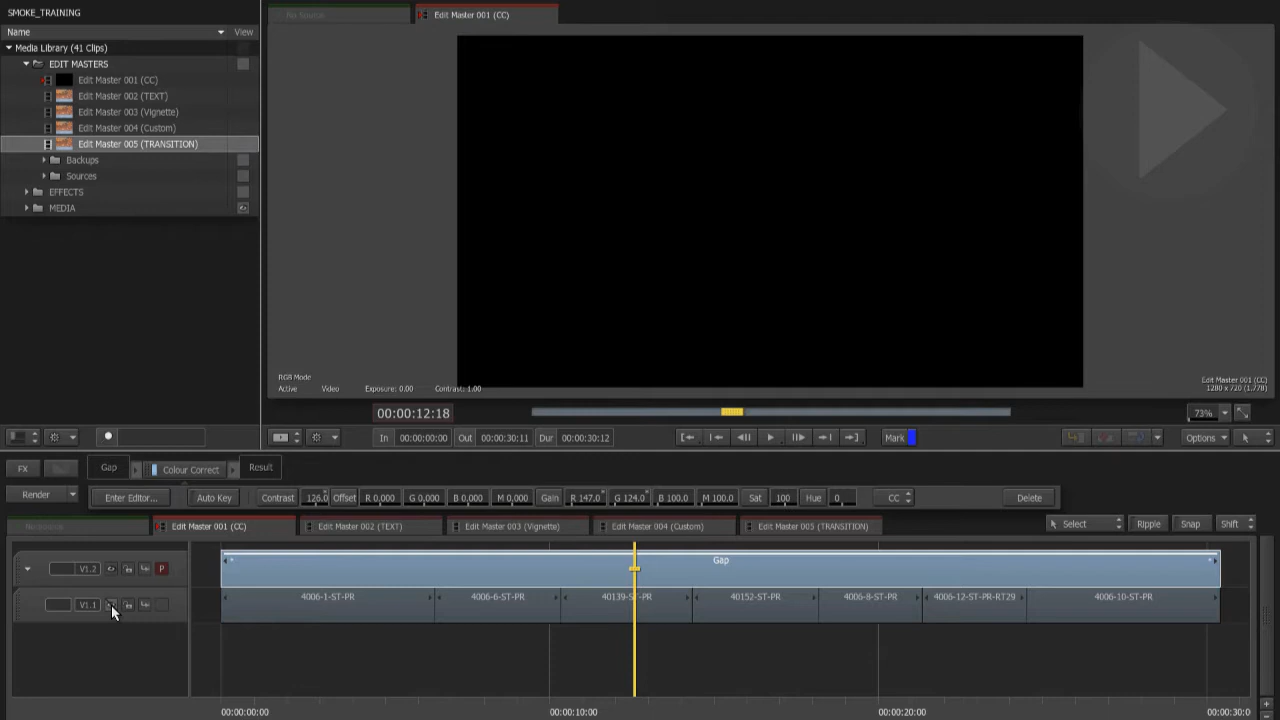 SMOKE_TRAINING
Name
View
Media Library (41 Clips)
EDIT MASTERS
Edit Master 001 (CC)
Edit Master 002 (TEXT)
Edit Master 003 (Vignette)
Edit Master 004 (Custom)
Edit Master 005 (TRANSITION)
Backups
Sources
EFFECTS
MEDIA
No Source
Edit Master 001 (CC)
RGB Mode
Active Video Exposure: 0.00 Contrast: 1.00
Edit Master 001 (CC)
1280 x 720 (1.778)
00:00:12:18
73%
In 00:00:00:00 Out 00:00:30:11 Dur 00:00:30:12
Mark
Options
FX
Gap
Colour Correct
Result
Render
Enter Editor...
Auto Key
Contrast 126.0 Offset R 0,000 G 0,000 B 0,000 M 0,000 Gain R 147.0 G 124.0 B 100.0 M 100.0 Sat 100 Hue 0
CC
Delete
No Source
Edit Master 001 (CC)
Edit Master 002 (TEXT)
Edit Master 003 (Vignette)
Edit Master 004 (Custom)
Edit Master 005 (TRANSITION)
Select
Ripple
Snap
Shift
V1.2
P
Gap
V1.1
4006-1-ST-PR
4006-6-ST-PR
40139-ST-PR
40152-ST-PR
4006-8-ST-PR
4006-12-ST-PR-RT29
4006-10-ST-PR
00:00:00:00
00:00:10:00
00:00:20:00
00:00:30:0